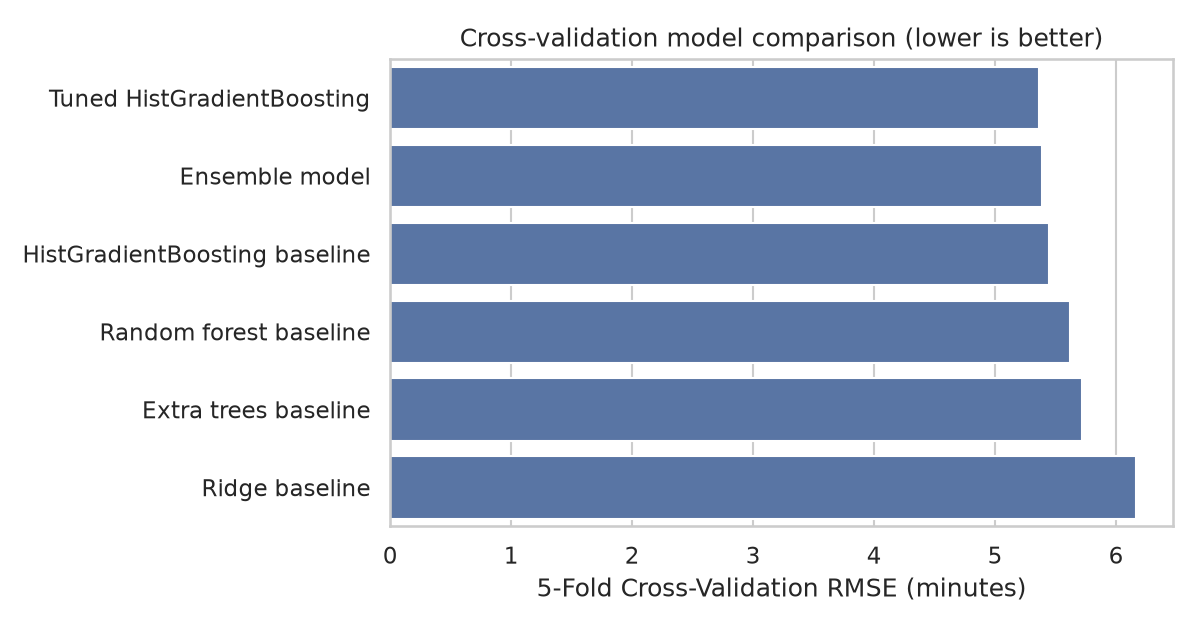 Cross-validation model comparison (lower is better)
Tuned HistGradientBoosting
Ensemble model
HistGradientBoosting baseline
Random forest baseline
Extra trees baseline
Ridge baseline
0 1 2 3 4 5 6
5-Fold Cross-Validation RMSE (minutes)